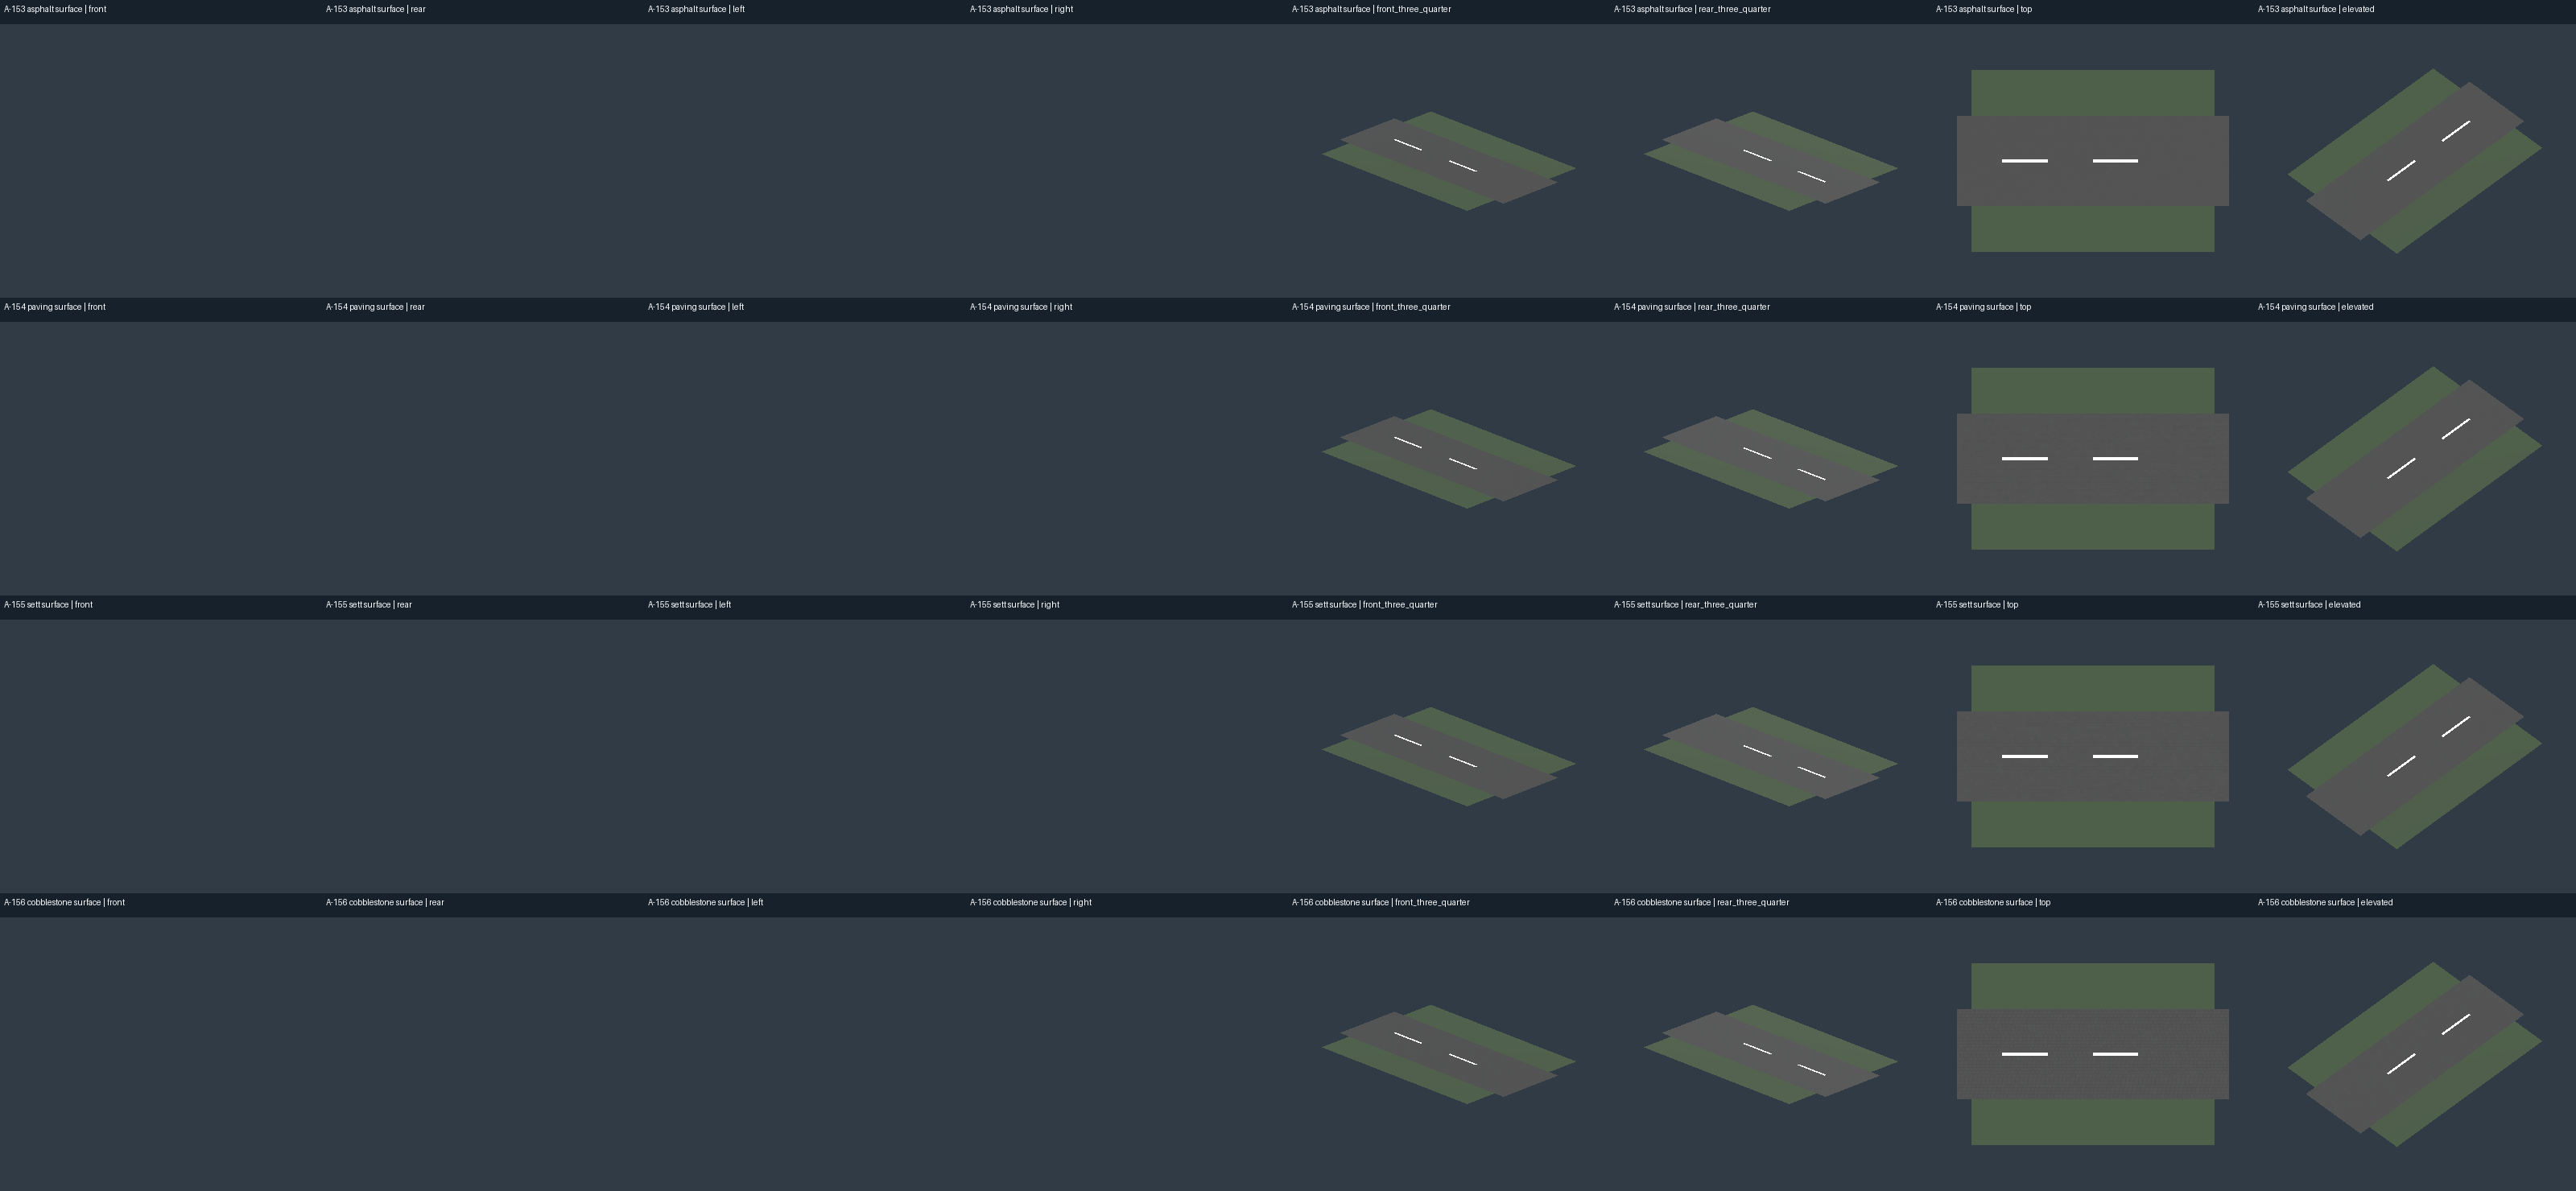 A-153 asphalt surface | front
A-153 asphalt surface | rear
A-153 asphalt surface | left
A-153 asphalt surface | right
A-153 asphalt surface | front_three_quarter
A-153 asphalt surface | rear_three_quarter
A-153 asphalt surface | top
A-153 asphalt surface | elevated
A-154 paving surface | front
A-154 paving surface | rear
A-154 paving surface | left
A-154 paving surface | right
A-154 paving surface | front_three_quarter
A-154 paving surface | rear_three_quarter
A-154 paving surface | top
A-154 paving surface | elevated
A-155 sett surface | front
A-155 sett surface | rear
A-155 sett surface | left
A-155 sett surface | right
A-155 sett surface | front_three_quarter
A-155 sett surface | rear_three_quarter
A-155 sett surface | top
A-155 sett surface | elevated
A-156 cobblestone surface | front
A-156 cobblestone surface | rear
A-156 cobblestone surface | left
A-156 cobblestone surface | right
A-156 cobblestone surface | front_three_quarter
A-156 cobblestone surface | rear_three_quarter
A-156 cobblestone surface | top
A-156 cobblestone surface | elevated